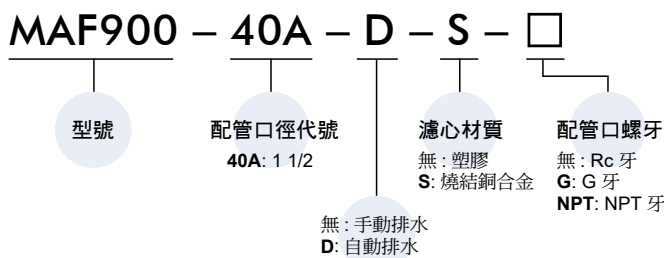 MAF900 – 40A – D – S – □
型號
配管口徑代號
40A: 1 1/2
濾心材質
無 : 塑膠
S: 燒結銅合金
配管口螺牙
無 : Rc 牙
G: G 牙
NPT: NPT 牙
無 : 手動排水
D: 自動排水